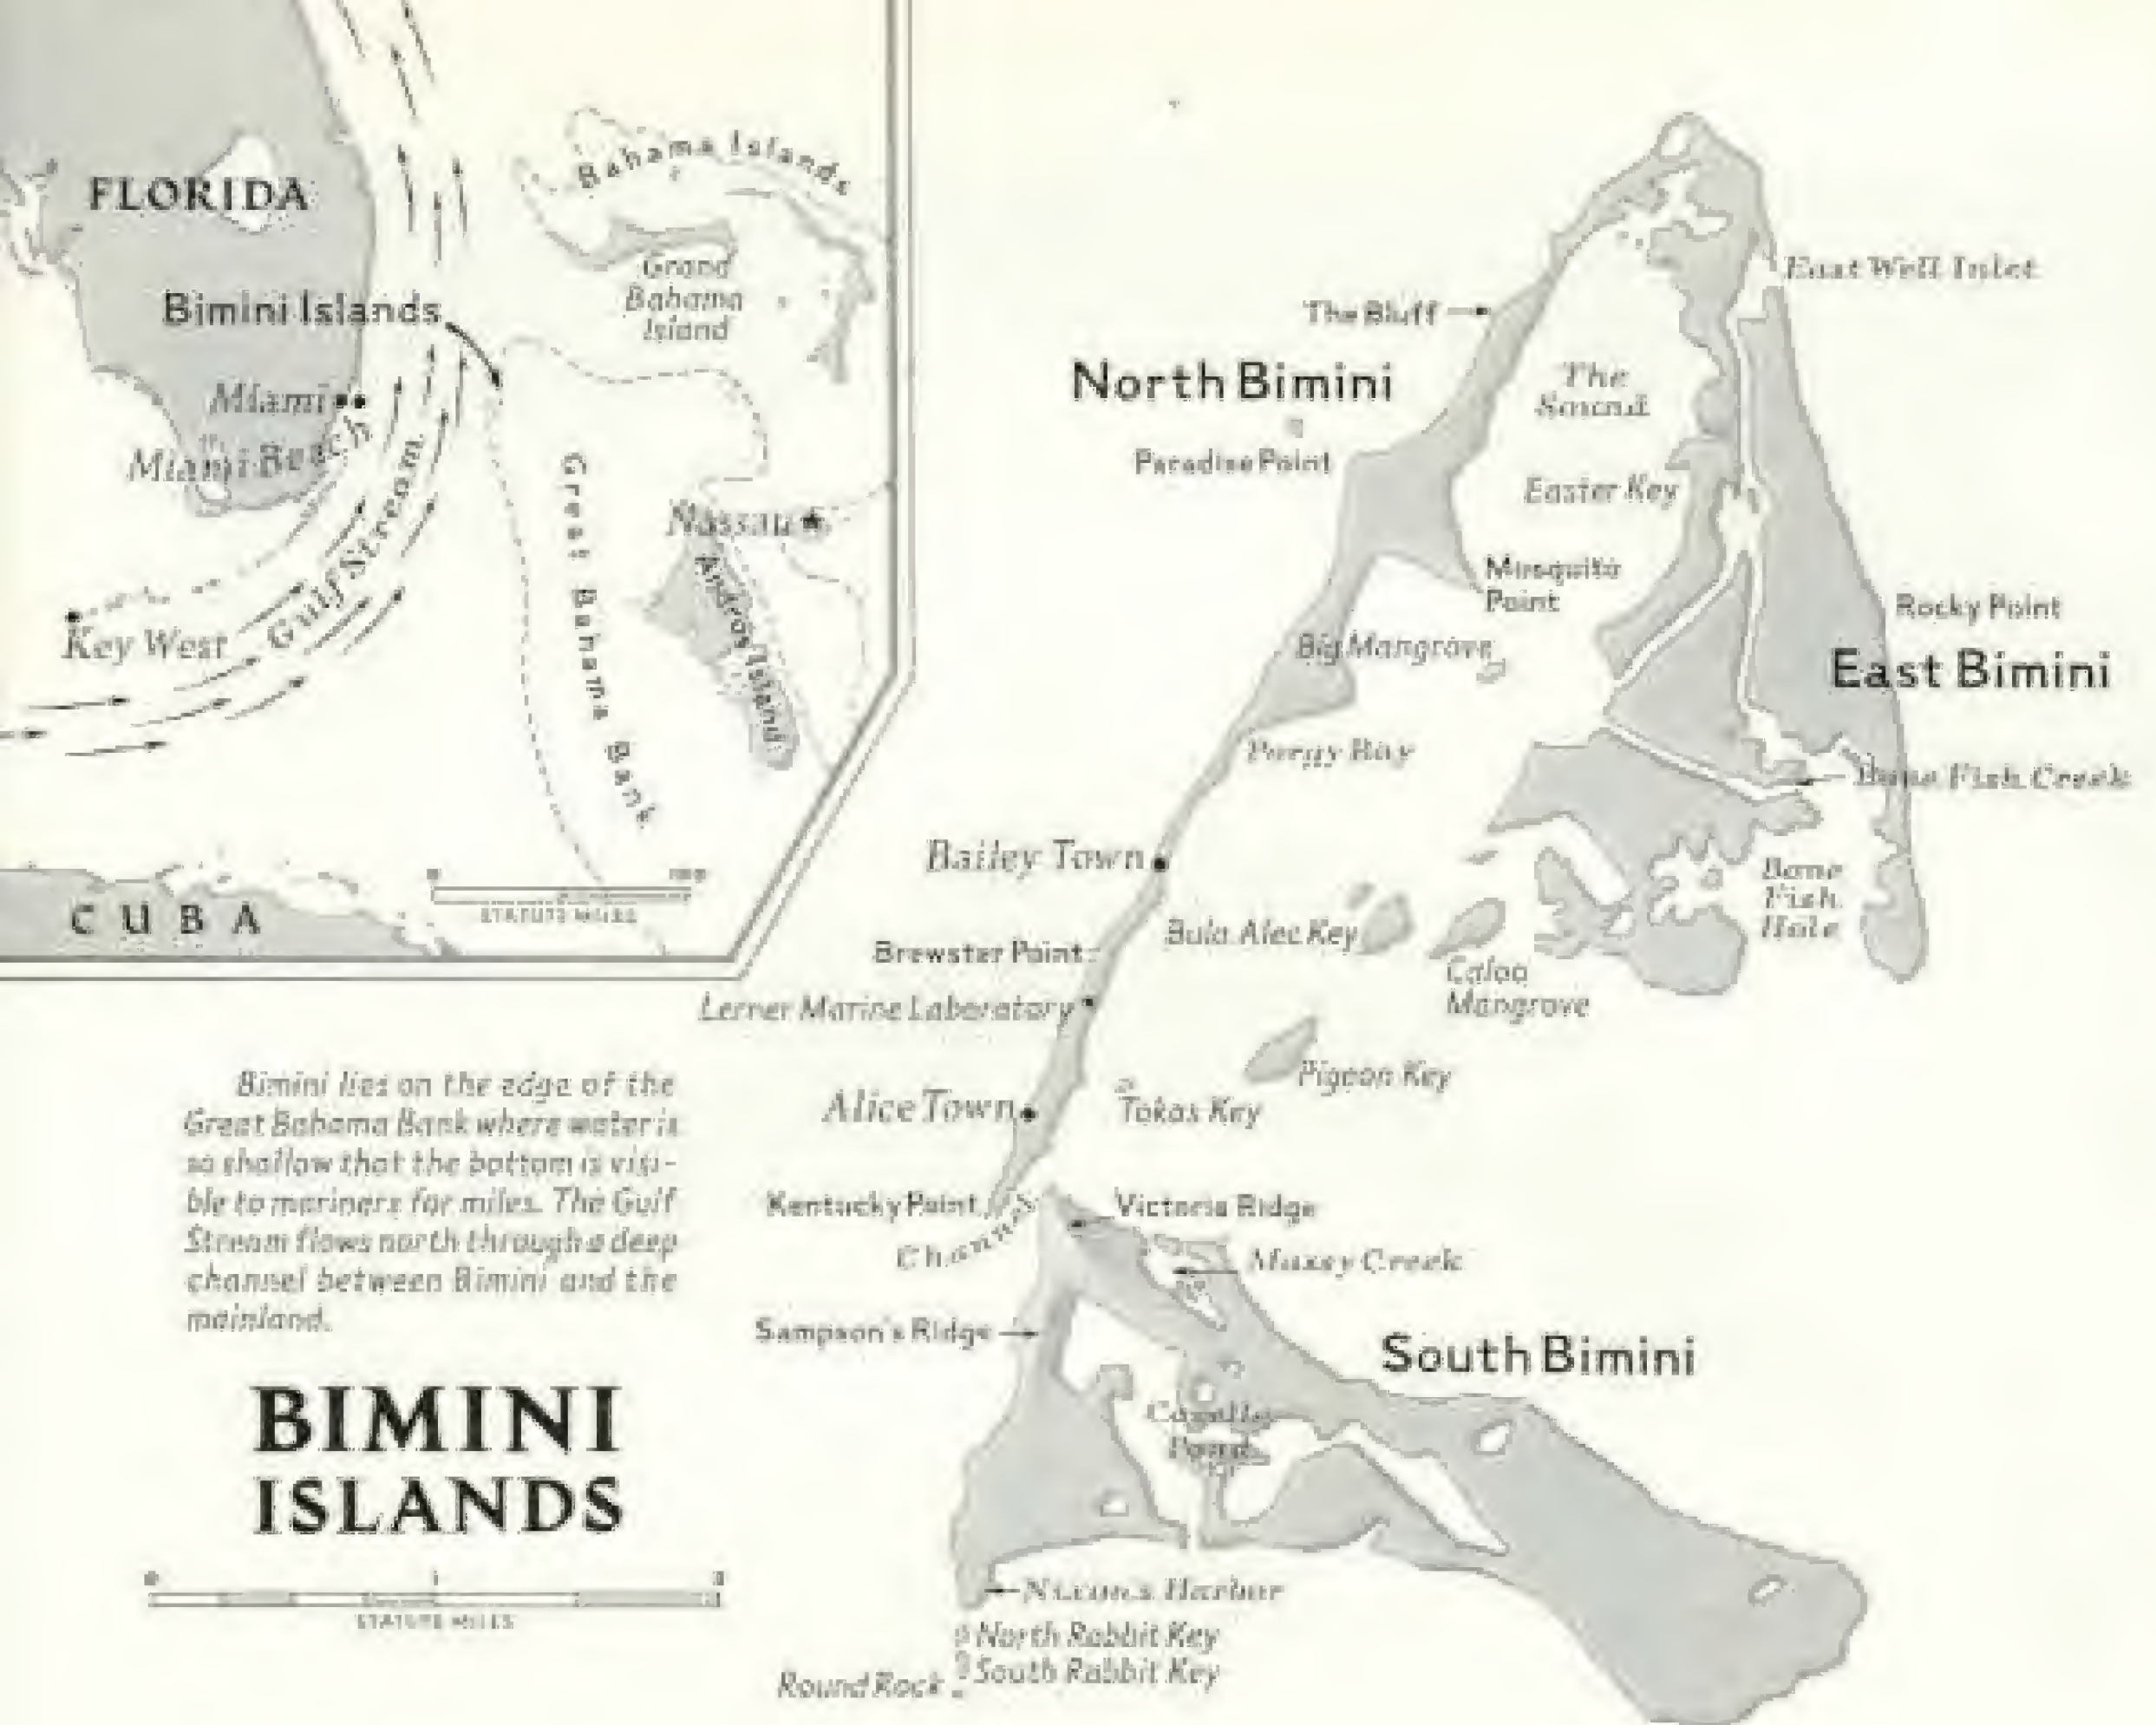 FLORIDA
Bahama Islands
Grand
Bahama
Island
Bimini Islands
Miami
Miami Beach
Gulf Stream
Great Bahama Bank
Nassau
Andros Island
Key West
CUBA
0
STATUTE MILES
East Well Inlet
The Bluff
North Bimini
The
Sound
Paradise Point
Easter Key
Mosquito
Point
Rocky Point
Big Mangrove
East Bimini
Bone Fish Creek
Bailey Town
Bone
Fish
Hole
Brewster Point
Alec Key
Mangrove
Lerner Marine Laboratory
Pigeon Key
Alice Town
Tokas Key
Kentucky Point
Channel
Victoria Ridge
Creek
Sampson's Ridge
South Bimini
Pond
Harbor
North Rabbit Key
South Rabbit Key
Round Rock
Bimini lies on the edge of the
Great Bahama Bank where water is
so shallow that the bottom is visi-
ble to mariners for miles. The Gulf
Stream flows north through a deep
channel between Bimini and the
mainland.
BIMINI
ISLANDS
0 1
STATUTE MILES